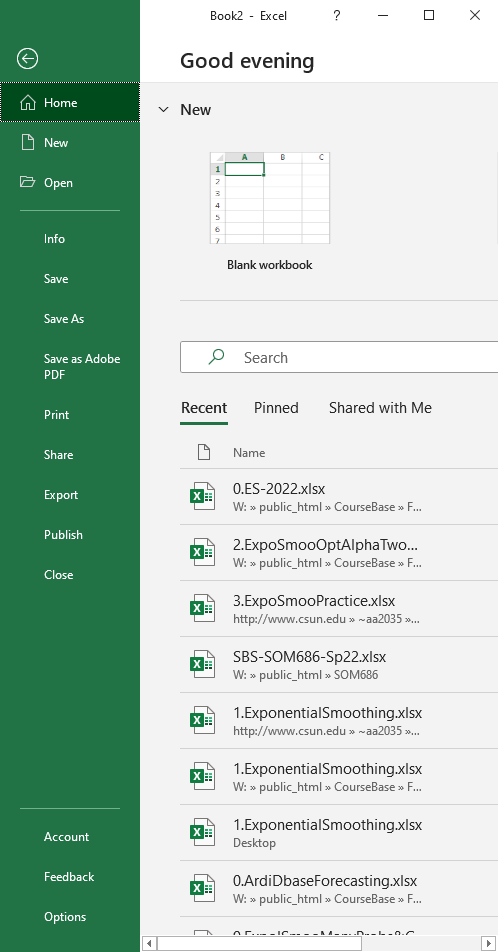 Book2 - Excel ?
Good evening
Home
New
Open
Info
Save
Save As
Save as Adobe
PDF
Print
Share
Export
Publish
Close
Account
Feedback
Options
New
A B C
1
2
3
4
5
6
7
Blank workbook
Search
Recent Pinned Shared with Me
Name
0.ES-2022.xlsx
W: » public_html » CourseBase » F...
2.ExpoSmooOptAlphaTwo...
W: » public_html » CourseBase » F...
3.ExpoSmooPractice.xlsx
http://www.csun.edu » ~aa2035 »...
SBS-SOM686-Sp22.xlsx
W: » public_html » SOM686
1.ExponentialSmoothing.xlsx
http://www.csun.edu » ~aa2035 »...
1.ExponentialSmoothing.xlsx
W: » public_html » CourseBase » F...
1.ExponentialSmoothing.xlsx
Desktop
0.ArdiDbaseForecasting.xlsx
W: » public_html » CourseBase » F...